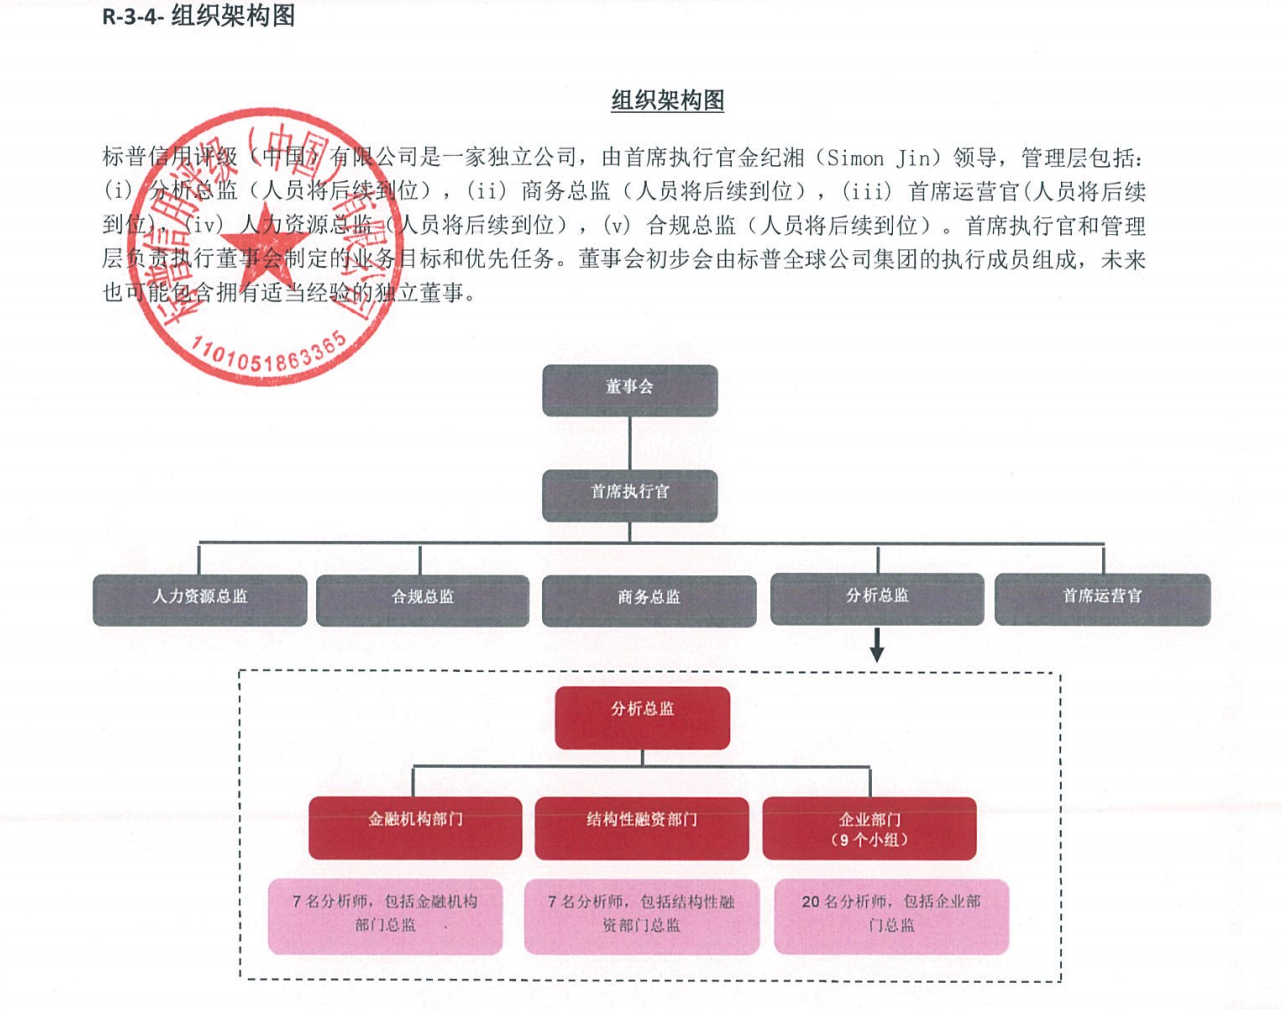 R-3-4- 组织架构图
组织架构图
标普信用评级（中国）有限公司是一家独立公司，由首席执行官金纪湘（Simon Jin）领导，管理层包括：
(i) 分析总监（人员将后续到位），(ii) 商务总监（人员将后续到位），(iii) 首席运营官(人员将后续
到位)，(iv) 人力资源总监（人员将后续到位），(v) 合规总监（人员将后续到位）。首席执行官和管理
层负责执行董事会制定的业务目标和优先任务。董事会初步会由标普全球公司集团的执行成员组成，未来
也可能包含拥有适当经验的独立董事。
标普信用评级（中国）有限公司
1101051863365
董事会
首席执行官
人力资源总监
合规总监
商务总监
分析总监
首席运营官
分析总监
金融机构部门
结构性融资部门
企业部门
（9 个小组）
7 名分析师，包括金融机构
部门总监
7 名分析师，包括结构性融
资部门总监
20 名分析师，包括企业部
门总监